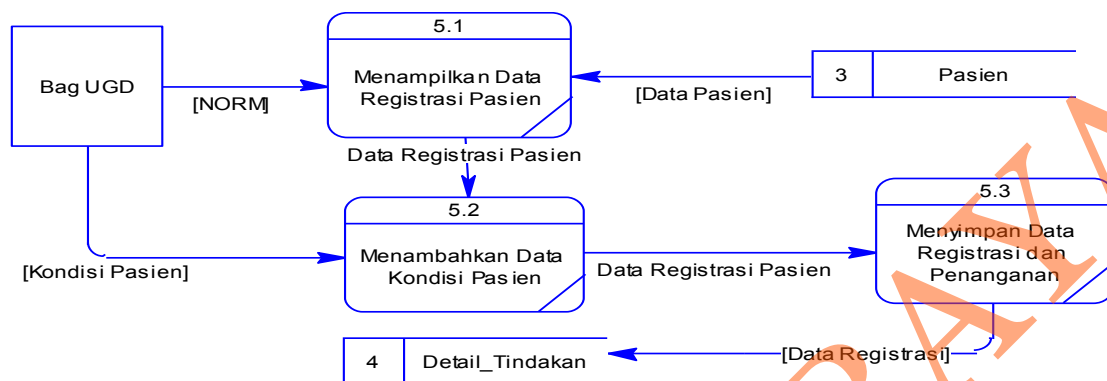 5.1
Bag UGD
Menampilkan Data
Registrasi Pasien
3
Pasien
[NORM]
[Data Pasien]
Data Registrasi Pasien
5.2
5.3
Menambahkan Data
Kondisi Pasien
Menyimpan Data
Registrasi dan
Penanganan
[Kondisi Pasien]
Data Registrasi Pasien
4
Detail_Tindakan
[Data Registrasi]